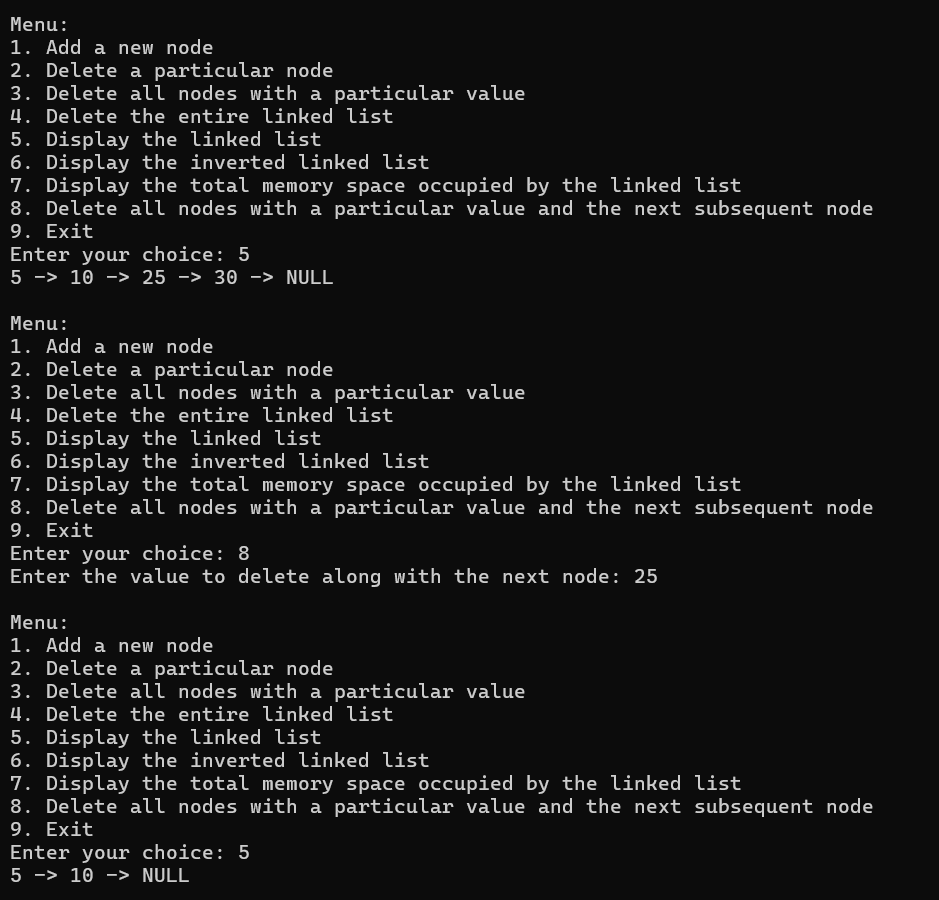 Menu:
1. Add a new node
2. Delete a particular node
3. Delete all nodes with a particular value
4. Delete the entire linked list
5. Display the linked list
6. Display the inverted linked list
7. Display the total memory space occupied by the linked list
8. Delete all nodes with a particular value and the next subsequent node
9. Exit
Enter your choice: 5
5 -> 10 -> 25 -> 30 -> NULL

Menu:
1. Add a new node
2. Delete a particular node
3. Delete all nodes with a particular value
4. Delete the entire linked list
5. Display the linked list
6. Display the inverted linked list
7. Display the total memory space occupied by the linked list
8. Delete all nodes with a particular value and the next subsequent node
9. Exit
Enter your choice: 8
Enter the value to delete along with the next node: 25

Menu:
1. Add a new node
2. Delete a particular node
3. Delete all nodes with a particular value
4. Delete the entire linked list
5. Display the linked list
6. Display the inverted linked list
7. Display the total memory space occupied by the linked list
8. Delete all nodes with a particular value and the next subsequent node
9. Exit
Enter your choice: 5
5 -> 10 -> NULL